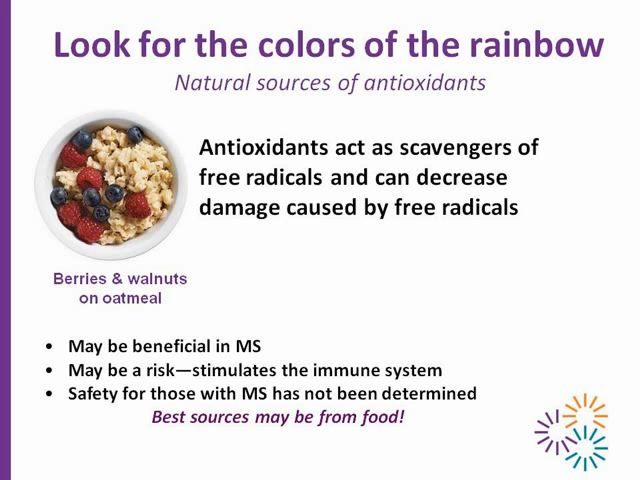 Look for the colors of the rainbow
Natural sources of antioxidants
Antioxidants act as scavengers of
free radicals and can decrease
damage caused by free radicals
Berries & walnuts
on oatmeal
• May be beneficial in MS
• May be a risk—stimulates the immune system
• Safety for those with MS has not been determined
Best sources may be from food!